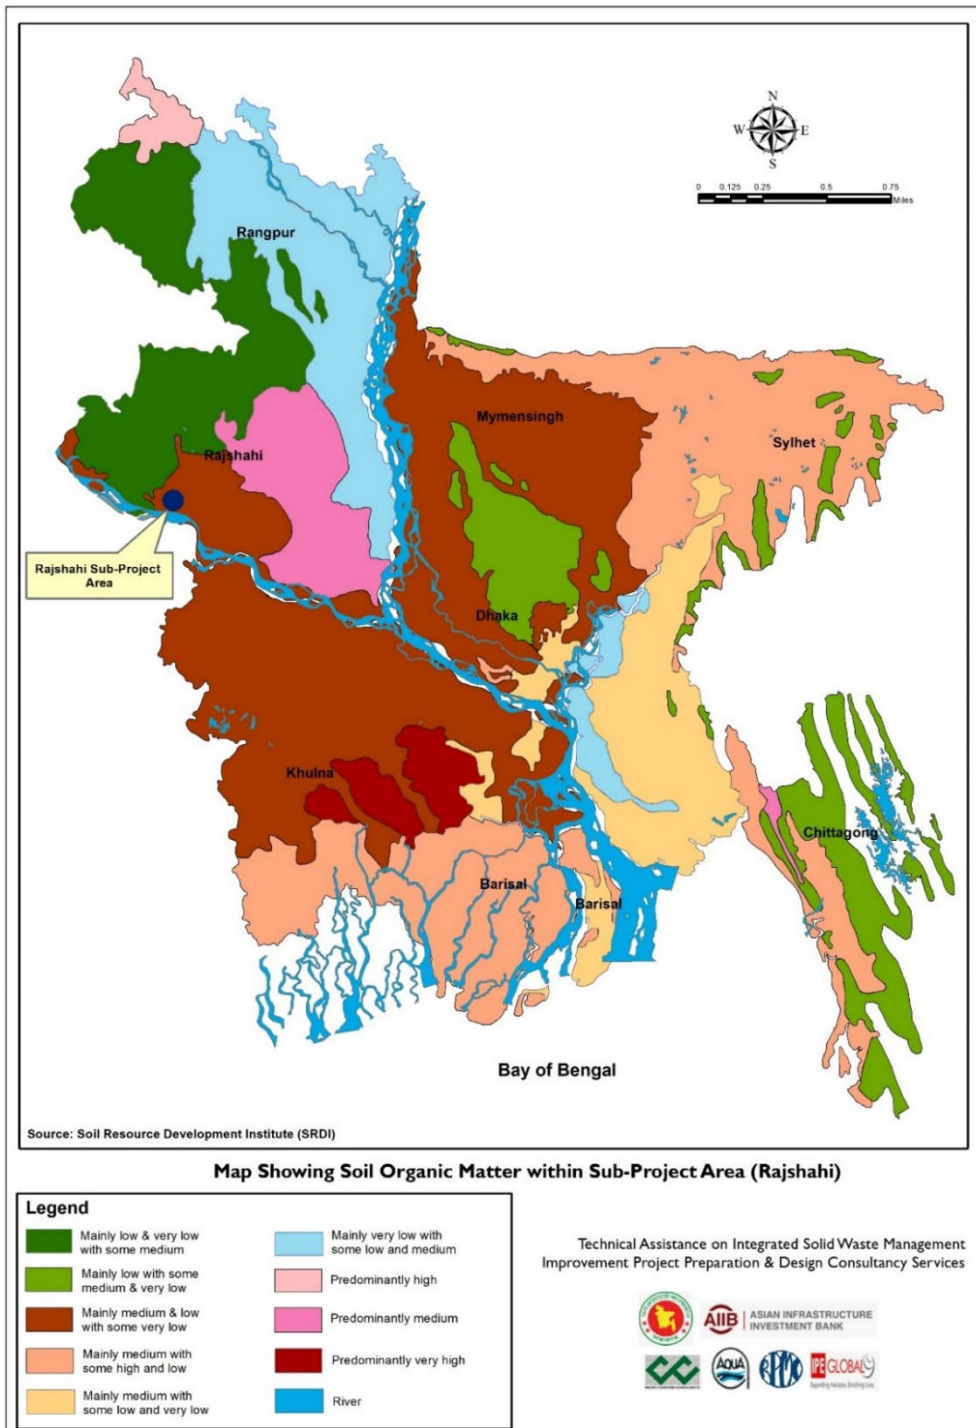 N
W
E
S
0
0.125
0.25
0.5
0.75
Miles
Rangpur
Mymensingh
Sylhet
Rajshahi
Rajshahi Sub-Project
Area
Dhaka
Khulna
Chittagong
Barisal
Barisal
Bay of Bengal
Source: Soil Resource Development Institute (SRDI)
Map Showing Soil Organic Matter within Sub-Project Area (Rajshahi)
Legend
Mainly low & very low
with some medium
Mainly low with some
medium & very low
Mainly medium & low
with some very low
Mainly medium with
some high and low
Mainly medium with
some low and very low
Mainly very low with
some low and medium
Predominantly high
Predominantly medium
Predominantly very high
River
Technical Assistance on Integrated Solid Waste Management
Improvement Project Preparation & Design Consultancy Services
AIIB
ASIAN INFRASTRUCTURE
INVESTMENT BANK
AQUA
BPMC
IPE GLOBAL